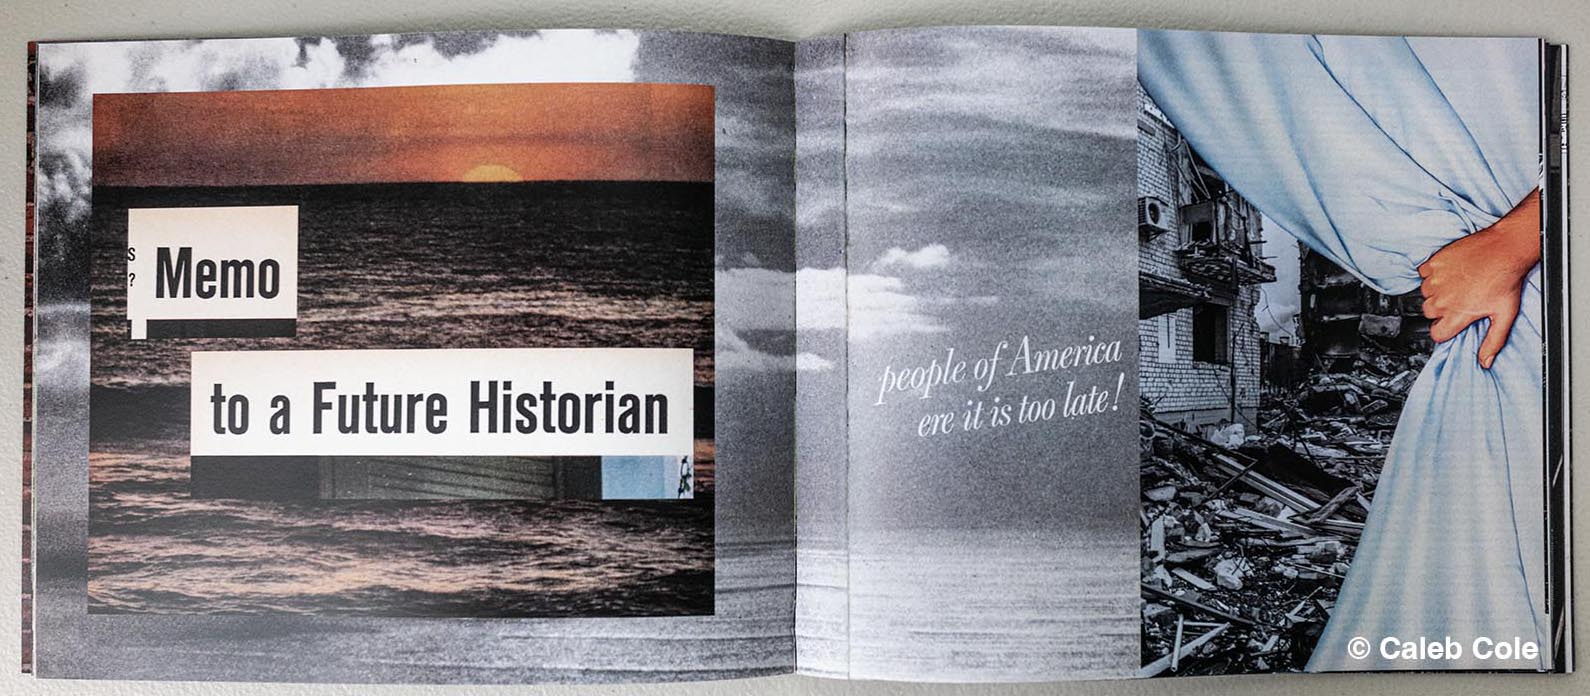 S
?
Memo
to a Future Historian
people of America
ere it is too late!
© Caleb Cole